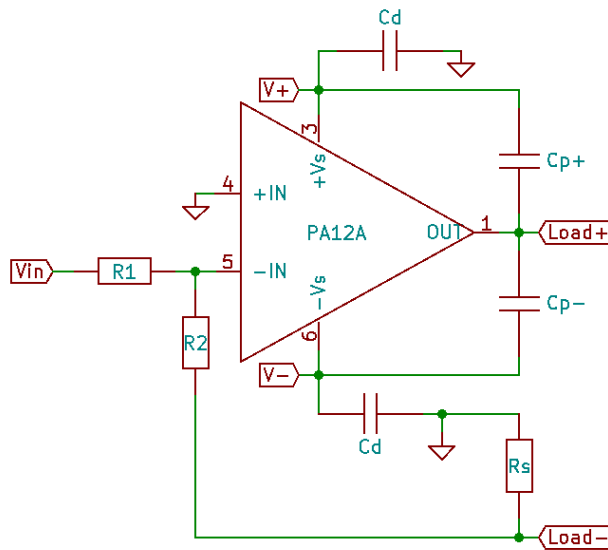 Cd
V+
3
+Vs
Cp+
4
+IN
PA12A
OUT
1
Load+
Vin
R1
5
-IN
-Vs
Cp-
R2
6
V-
Cd
Rs
Load-